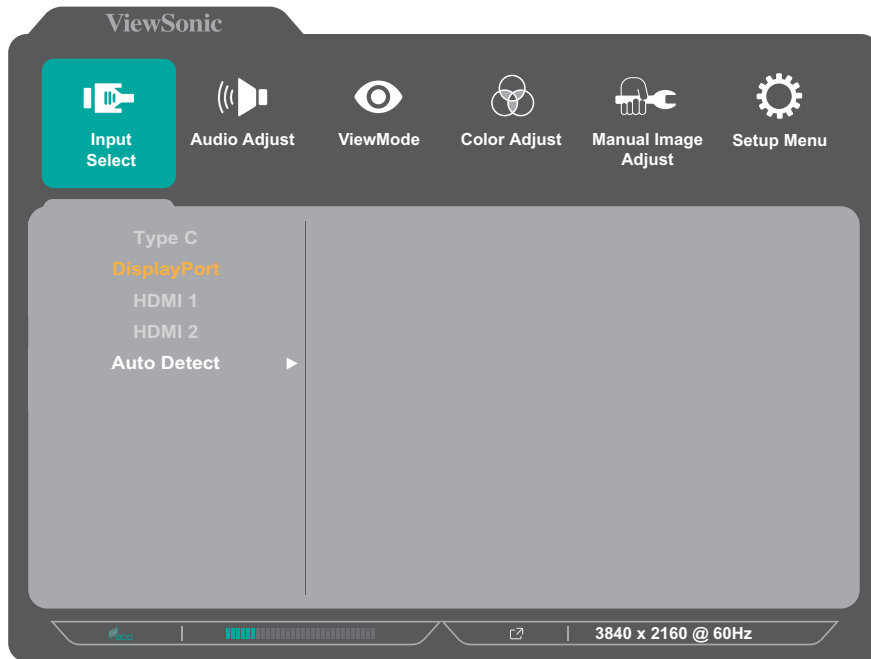 ViewSonic
Input
Select
Audio Adjust
ViewMode
Color Adjust
Manual Image
Adjust
Setup Menu
Type C
DisplayPort
HDMI 1
HDMI 2
Auto Detect
eco
3840 x 2160 @ 60Hz